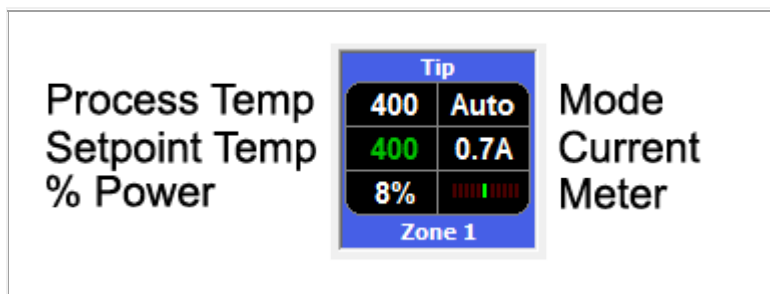 Tip
Process Temp 400 Auto Mode
Setpoint Temp 400 0.7A Current
% Power 8% Meter
Zone 1